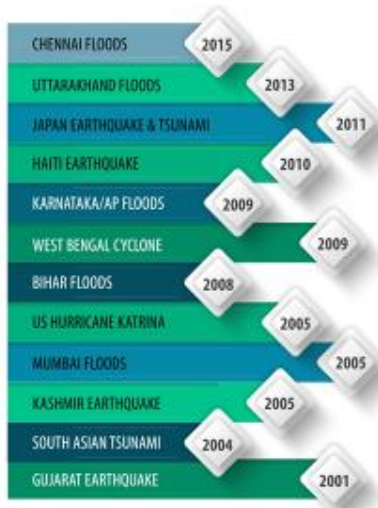 CHENNAI FLOODS 2015
UTTARAKHAND FLOODS 2013
JAPAN EARTHQUAKE & TSUNAMI 2011
HAITI EARTHQUAKE 2010
KARNATAKA/AP FLOODS 2009
WEST BENGAL CYCLONE 2009
BIHAR FLOODS 2008
US HURRICANE KATRINA 2005
MUMBAI FLOODS 2005
KASHMIR EARTHQUAKE 2005
SOUTH ASIAN TSUNAMI 2004
GUJARAT EARTHQUAKE 2001